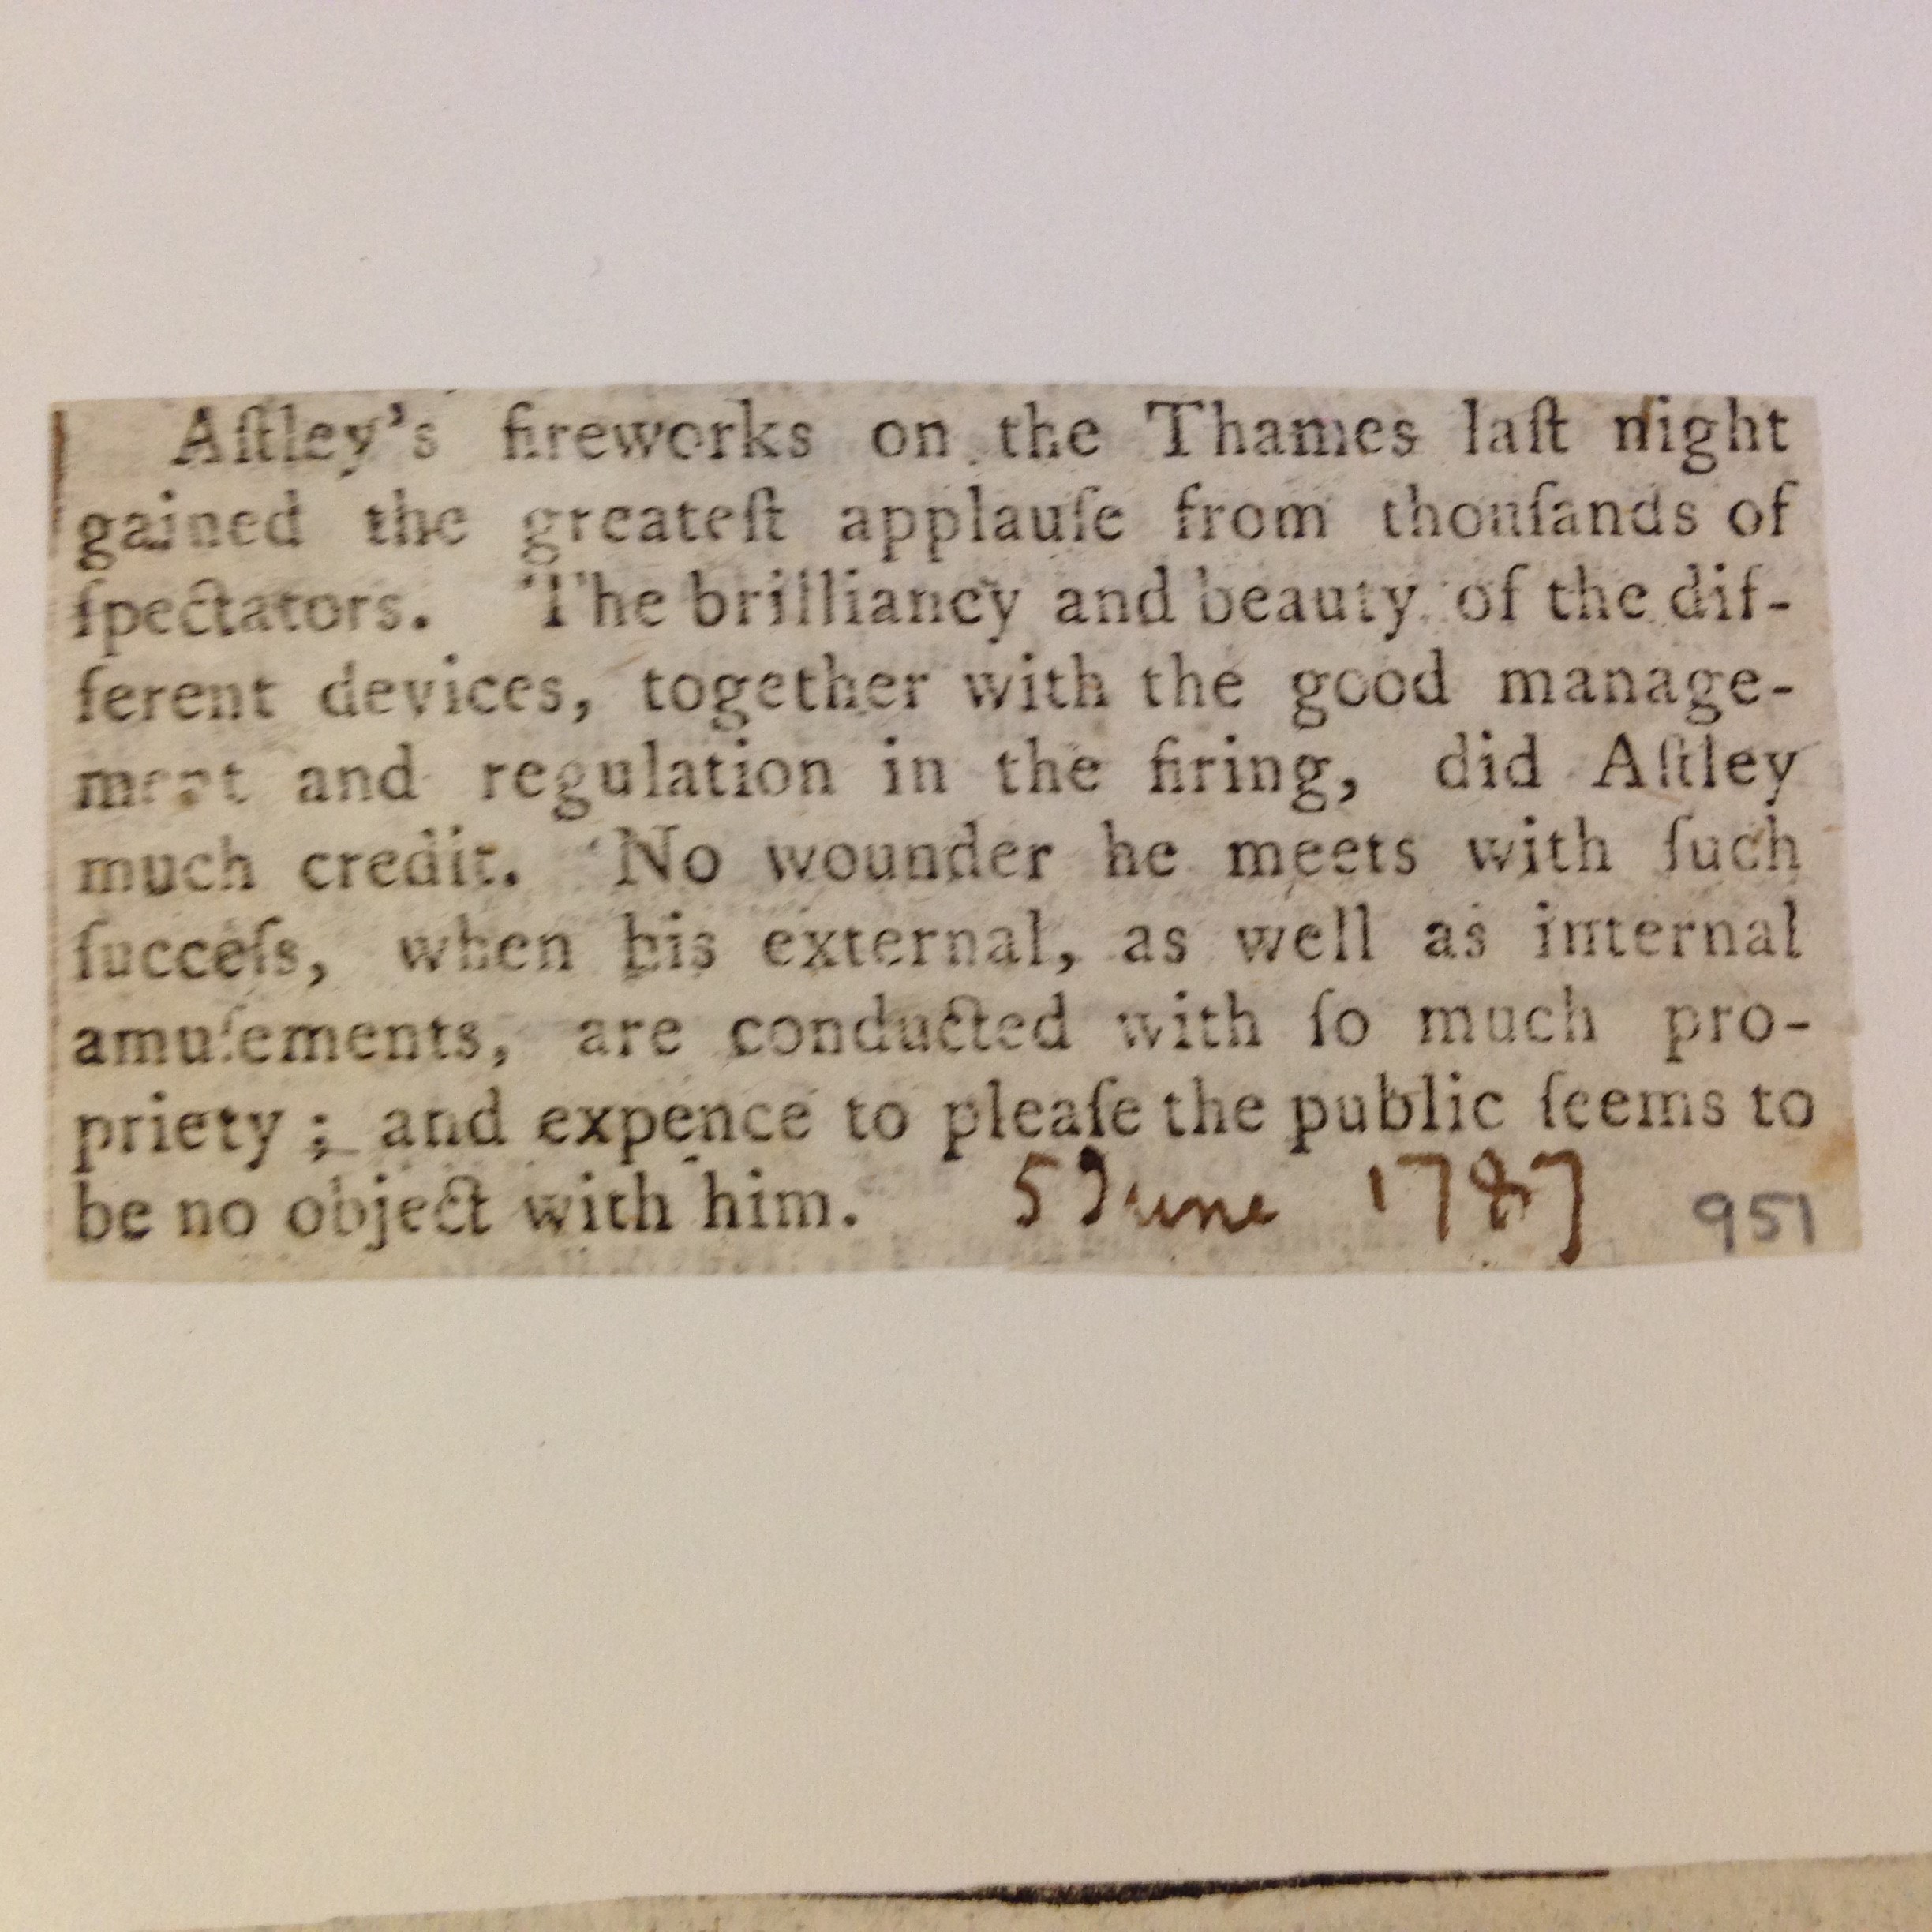 Aſtley's fireworks on the Thames laſt night
gained the greateſt applauſe from thouſands of
ſpectators. The brilliancy and beauty of the dif-
ferent devices, together with the good manage-
ment and regulation in the firing, did Aſtley
much credit. No wounder he meets with ſuch
ſucceſs, when his external, as well as internal
amuſements, are conducted with ſo much pro-
priety ; and expence to pleaſe the public ſeems to
be no object with him. 5 June 1787 951